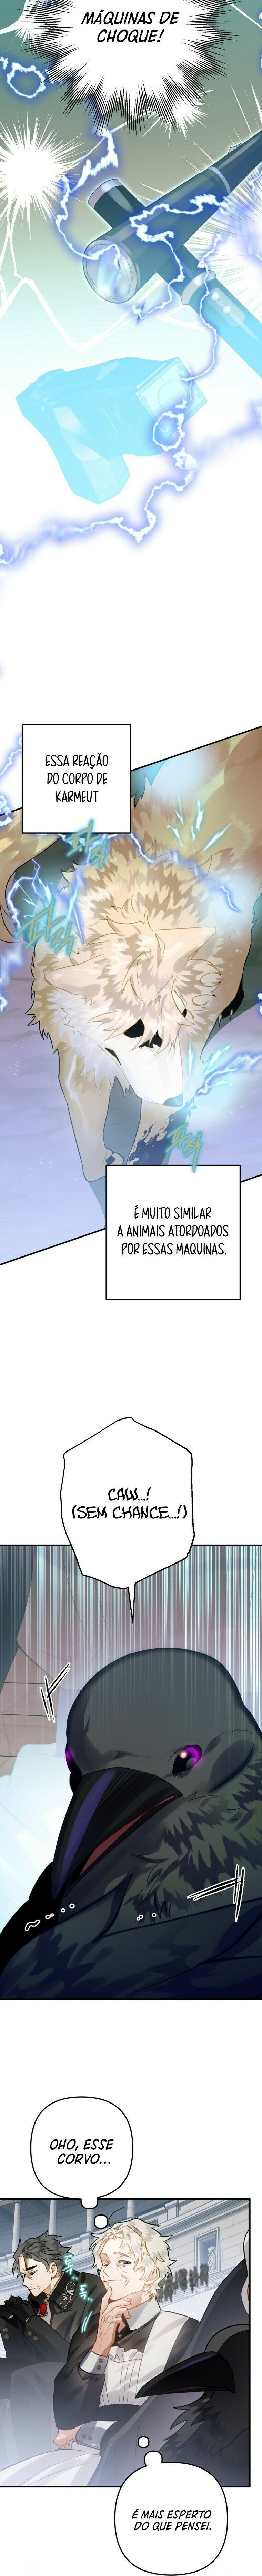 MÁQUINAS DE
CHOQUE!
ESSA REAÇÃO
DO CORPO DE
KARMEUT
É MUITO SIMILAR
A ANIMAIS ATORDOADOS
POR ESSAS MAQUINAS.
CAW...!
(SEM CHANCE...!)
OHO, ESSE
CORVO...
É MAIS ESPERTO
DO QUE PENSEI.